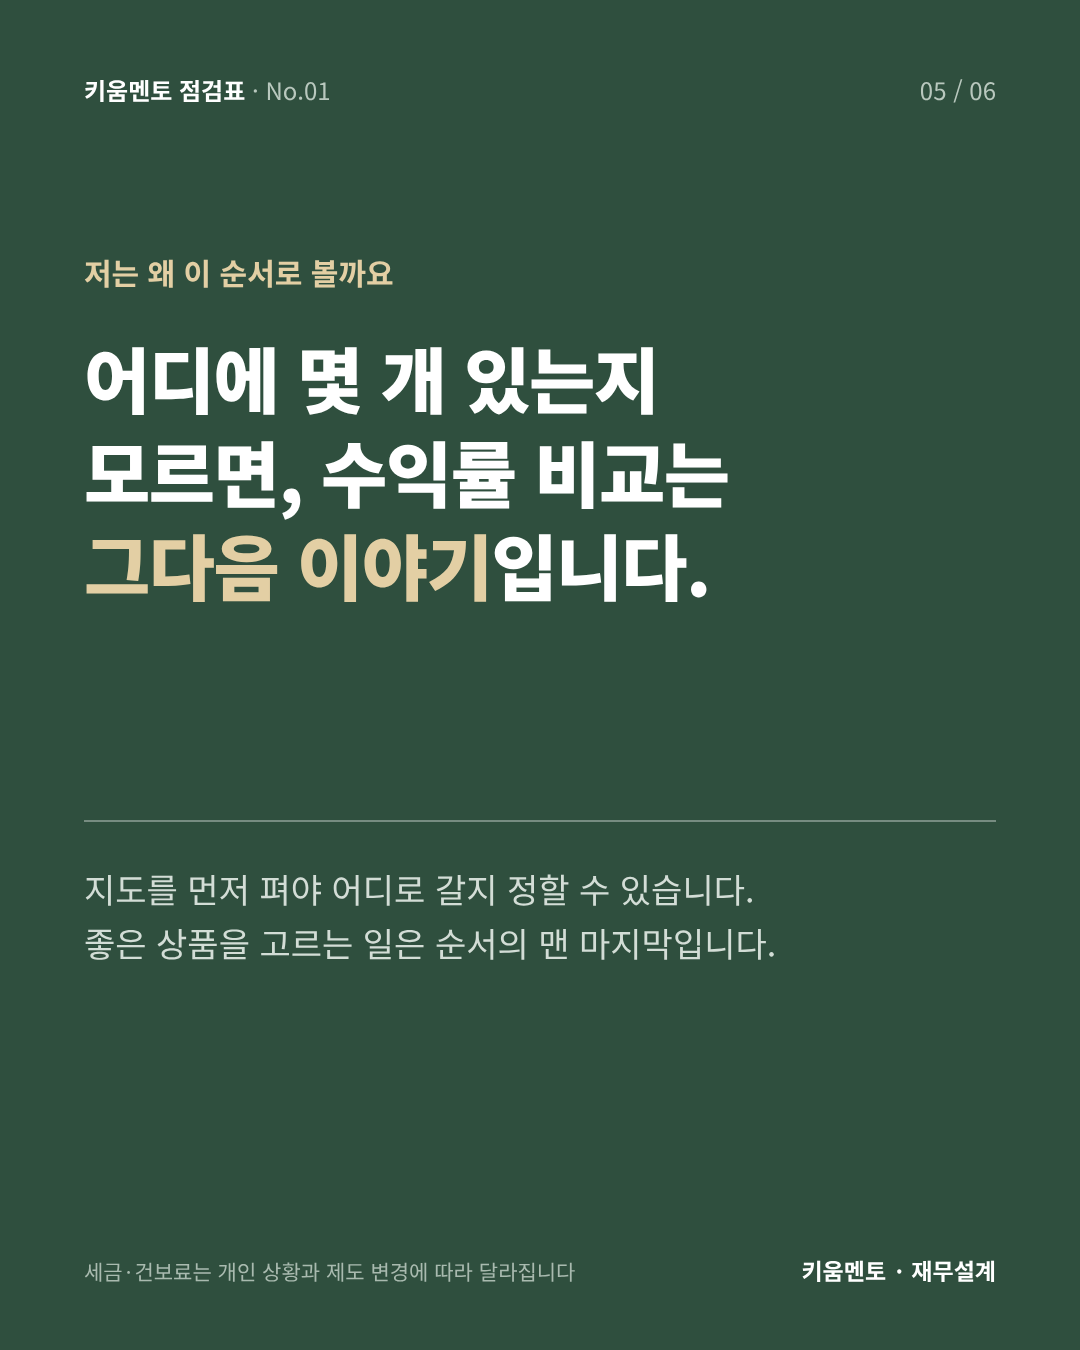 키움멘토 점검표 · No.01
05 / 06
저는 왜 이 순서로 볼까요
어디에 몇 개 있는지
모르면, 수익률 비교는
그다음 이야기입니다.
지도를 먼저 펴야 어디로 갈지 정할 수 있습니다.
좋은 상품을 고르는 일은 순서의 맨 마지막입니다.
세금·건보료는 개인 상황과 제도 변경에 따라 달라집니다
키움멘토 · 재무설계